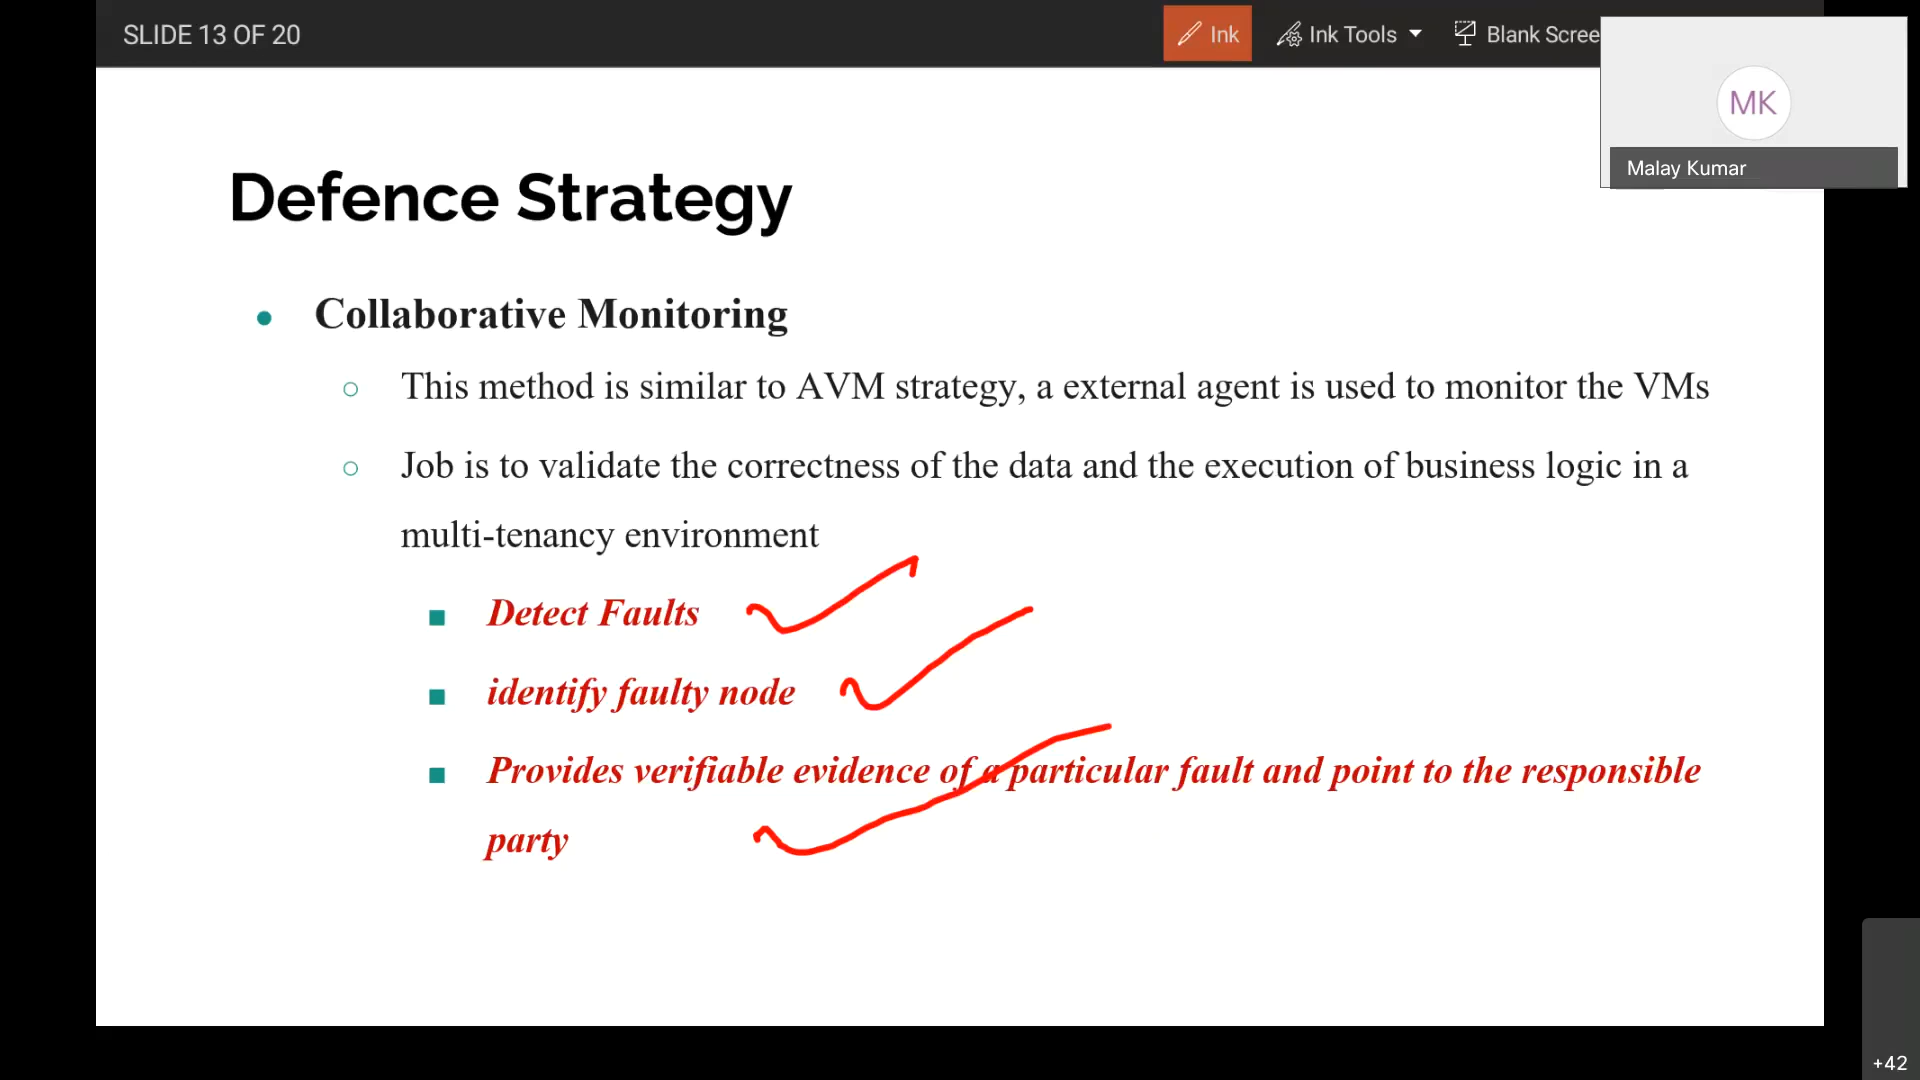 SLIDE 13 OF 20
Ink
Ink Tools
Blank Scree
MK
Malay Kumar
Defence Strategy
Collaborative Monitoring
This method is similar to AVM strategy, a external agent is used to monitor the VMs
Job is to validate the correctness of the data and the execution of business logic in a
multi-tenancy environment
Detect Faults
identify faulty node
Provides verifiable evidence of a particular fault and point to the responsible
party
+42